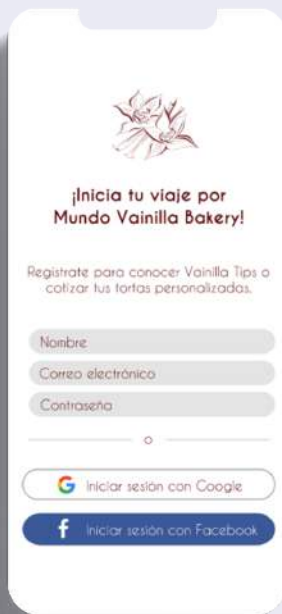 ¡Inicia tu viaje por
Mundo Vainilla Bakery!
Registrate para conocer Vainilla Tips o
cotizar tus tortas personalizadas.
Nombre
Correo electrónico
Contraseña
o
Iniciar sesión con Google
Iniciar sesión con Facebook